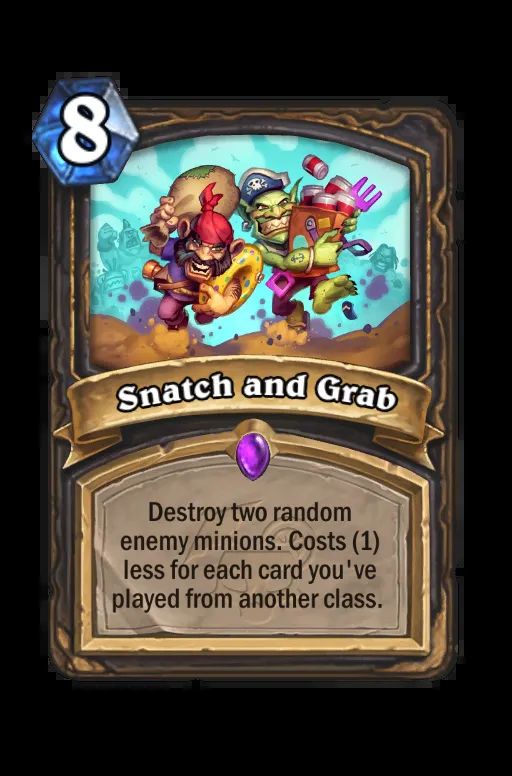 8
Snatch and Grab
Destroy two random
enemy minions. Costs (1)
less for each card you've
played from another class.